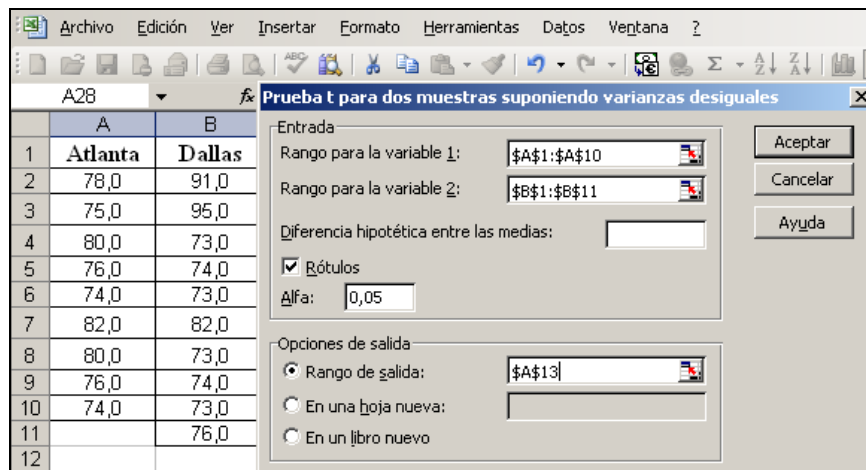 Archivo Edición Ver Insertar Formato Herramientas Datos Ventana ?
ABC
Σ
A Z Z A
A28 fx Prueba t para dos muestras suponiendo varianzas desiguales
A B
1 Atlanta Dallas
2 78,0 91,0
3 75,0 95,0
4 80,0 73,0
5 76,0 74,0
6 74,0 73,0
7 82,0 82,0
8 80,0 73,0
9 76,0 74,0
10 74,0 73,0
11 76,0
12
Entrada
Rango para la variable 1: $A$1:$A$10
Rango para la variable 2: $B$1:$B$11
Diferencia hipotética entre las medias:
Rótulos
Alfa: 0,05
Opciones de salida
Rango de salida: $A$13
En una hoja nueva:
En un libro nuevo
Aceptar
Cancelar
Ayuda